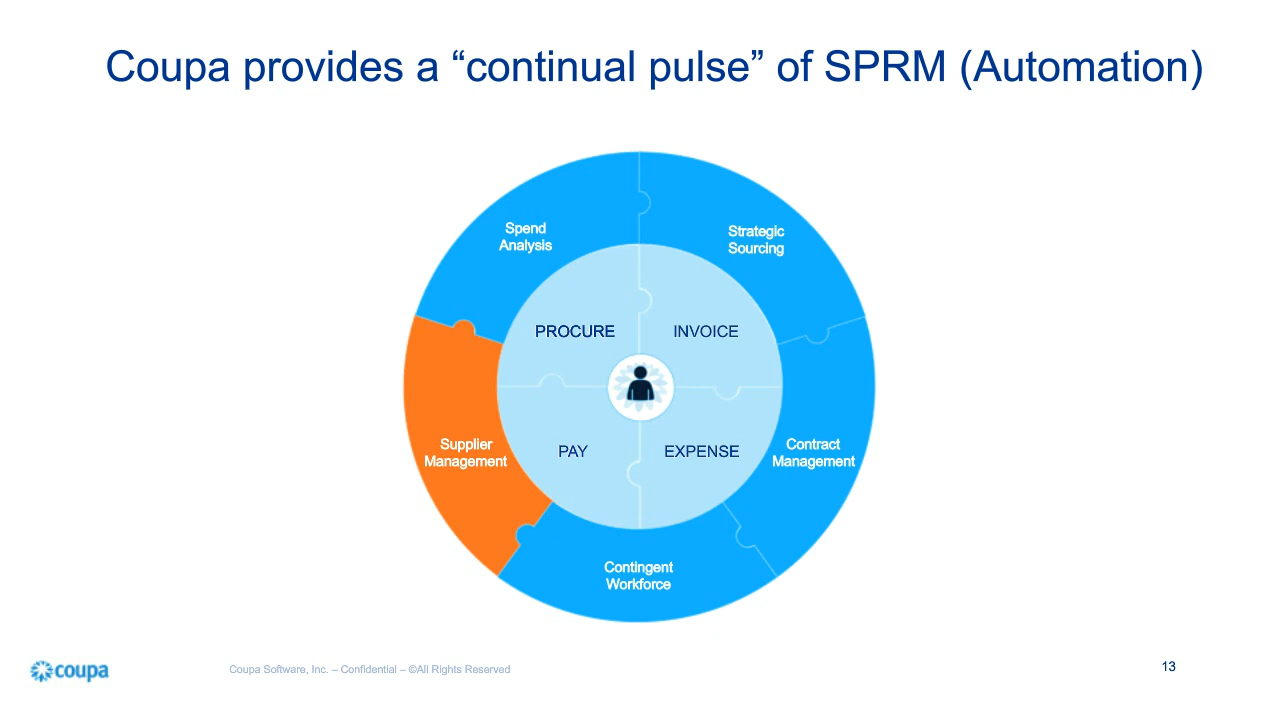 Coupa provides a “continual pulse” of SPRM (Automation)
Spend
Analysis
Strategic
Sourcing
PROCURE
INVOICE
Supplier
Management
PAY
EXPENSE
Contract
Management
Contingent
Workforce
coupa
Coupa Software, Inc. – Confidential – ©All Rights Reserved
13